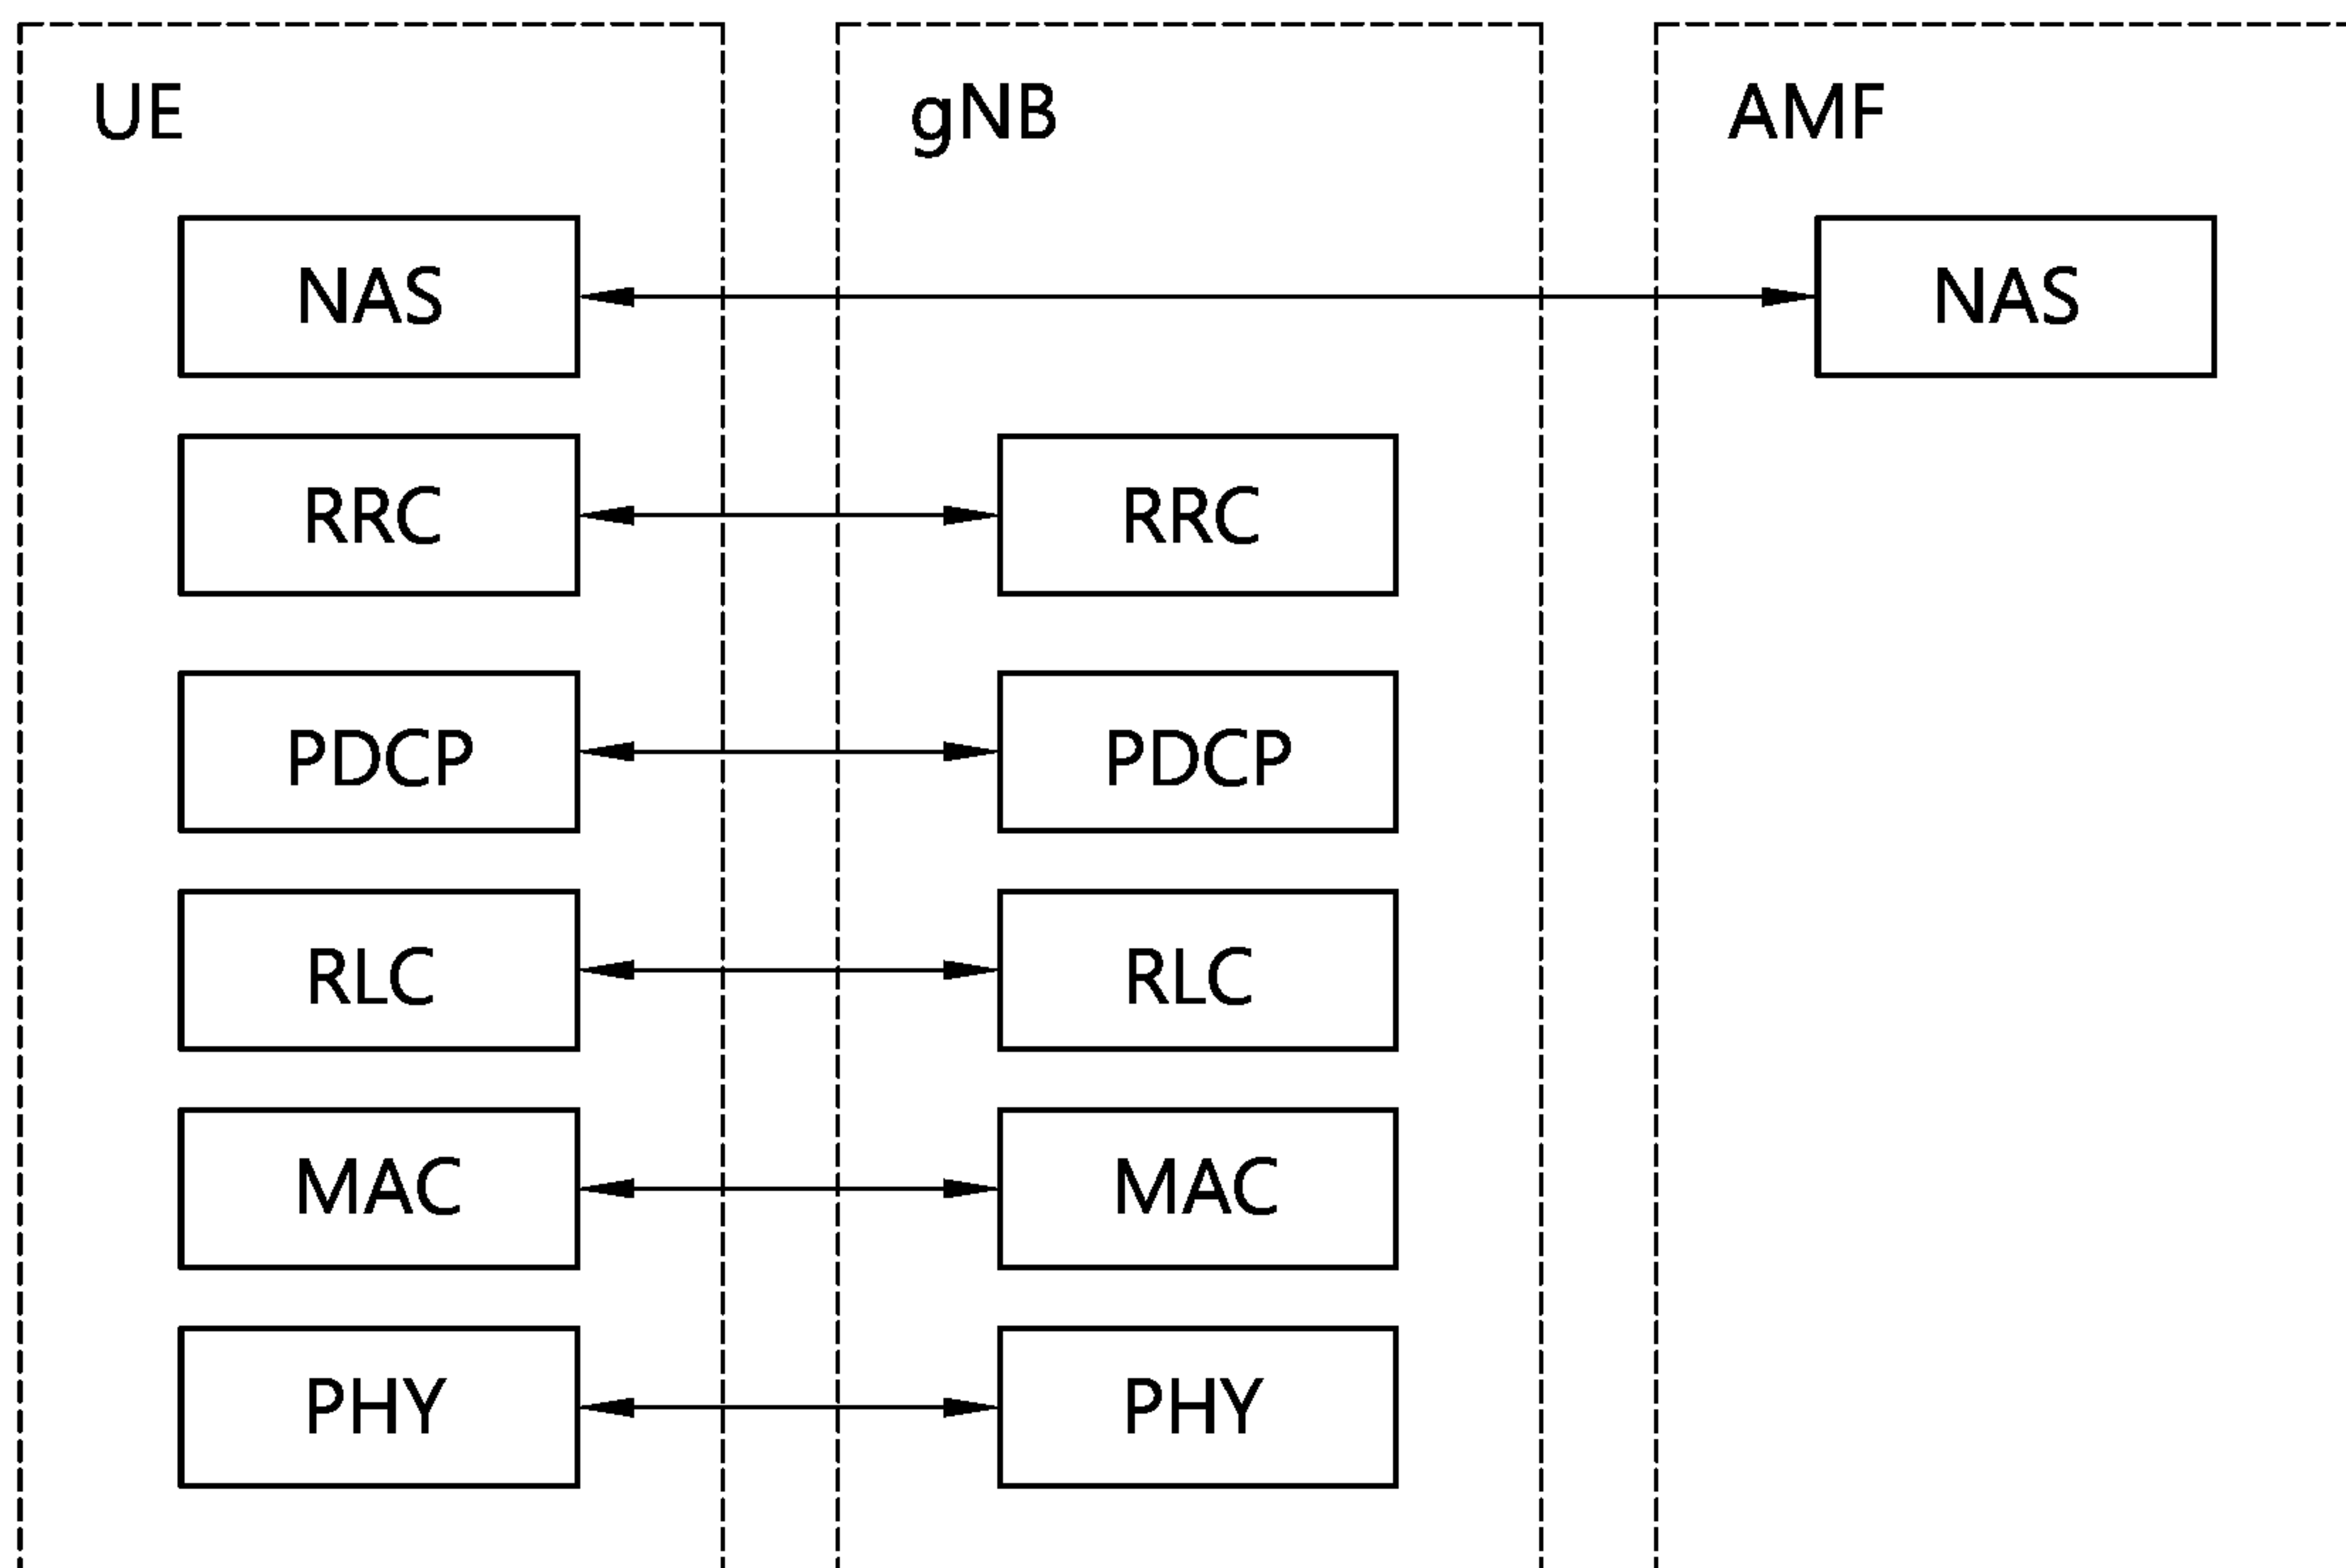 UE gNB AMF
NAS NAS
RRC RRC
PDCP PDCP
RLC RLC
MAC MAC
PHY PHY